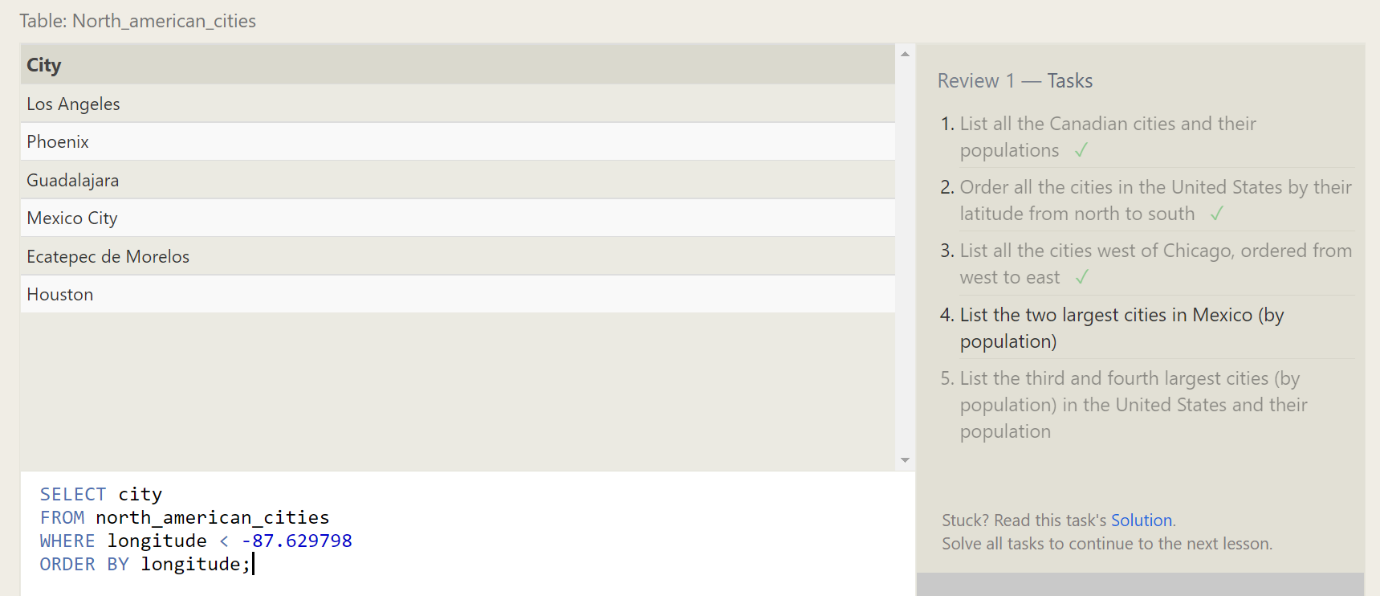 Table: North_american_cities
City
Los Angeles
Phoenix
Guadalajara
Mexico City
Ecatepec de Morelos
Houston
SELECT city
FROM north_american_cities
WHERE longitude < -87.629798
ORDER BY longitude;
Review 1 — Tasks
1. List all the Canadian cities and their
populations ✓
2. Order all the cities in the United States by their
latitude from north to south ✓
3. List all the cities west of Chicago, ordered from
west to east ✓
4. List the two largest cities in Mexico (by
population)
5. List the third and fourth largest cities (by
population) in the United States and their
population
Stuck? Read this task's Solution.
Solve all tasks to continue to the next lesson.